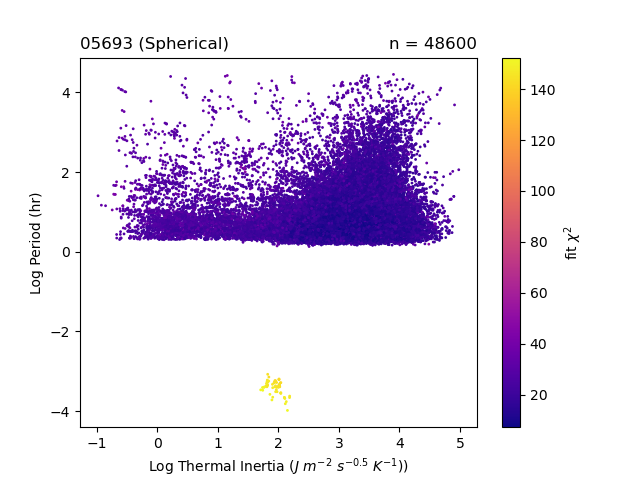 05693 (Spherical)
n = 48600
Log Period (hr)
4
2
0
−2
−4
−1 0 1 2 3 4 5
Log Thermal Inertia (J m⁻² s⁻⁰·⁵ K⁻¹))
140
120
100
80
60
40
20
fit χ²